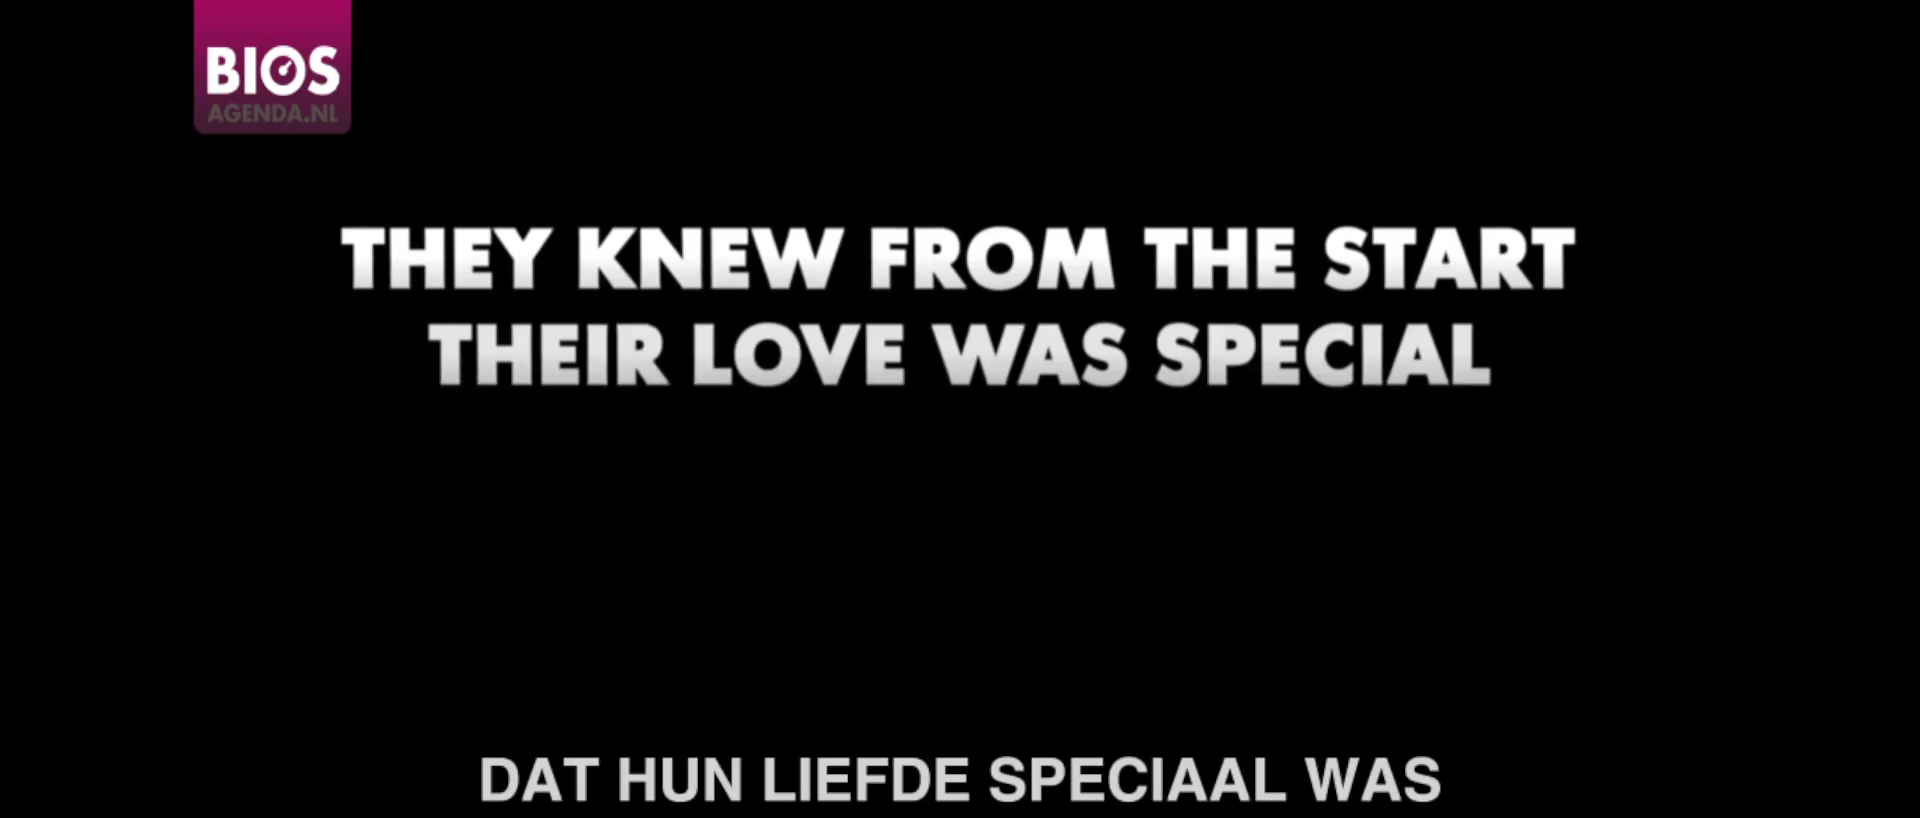 BIOS
AGENDA.NL
THEY KNEW FROM THE START
THEIR LOVE WAS SPECIAL
DAT HUN LIEFDE SPECIAAL WAS